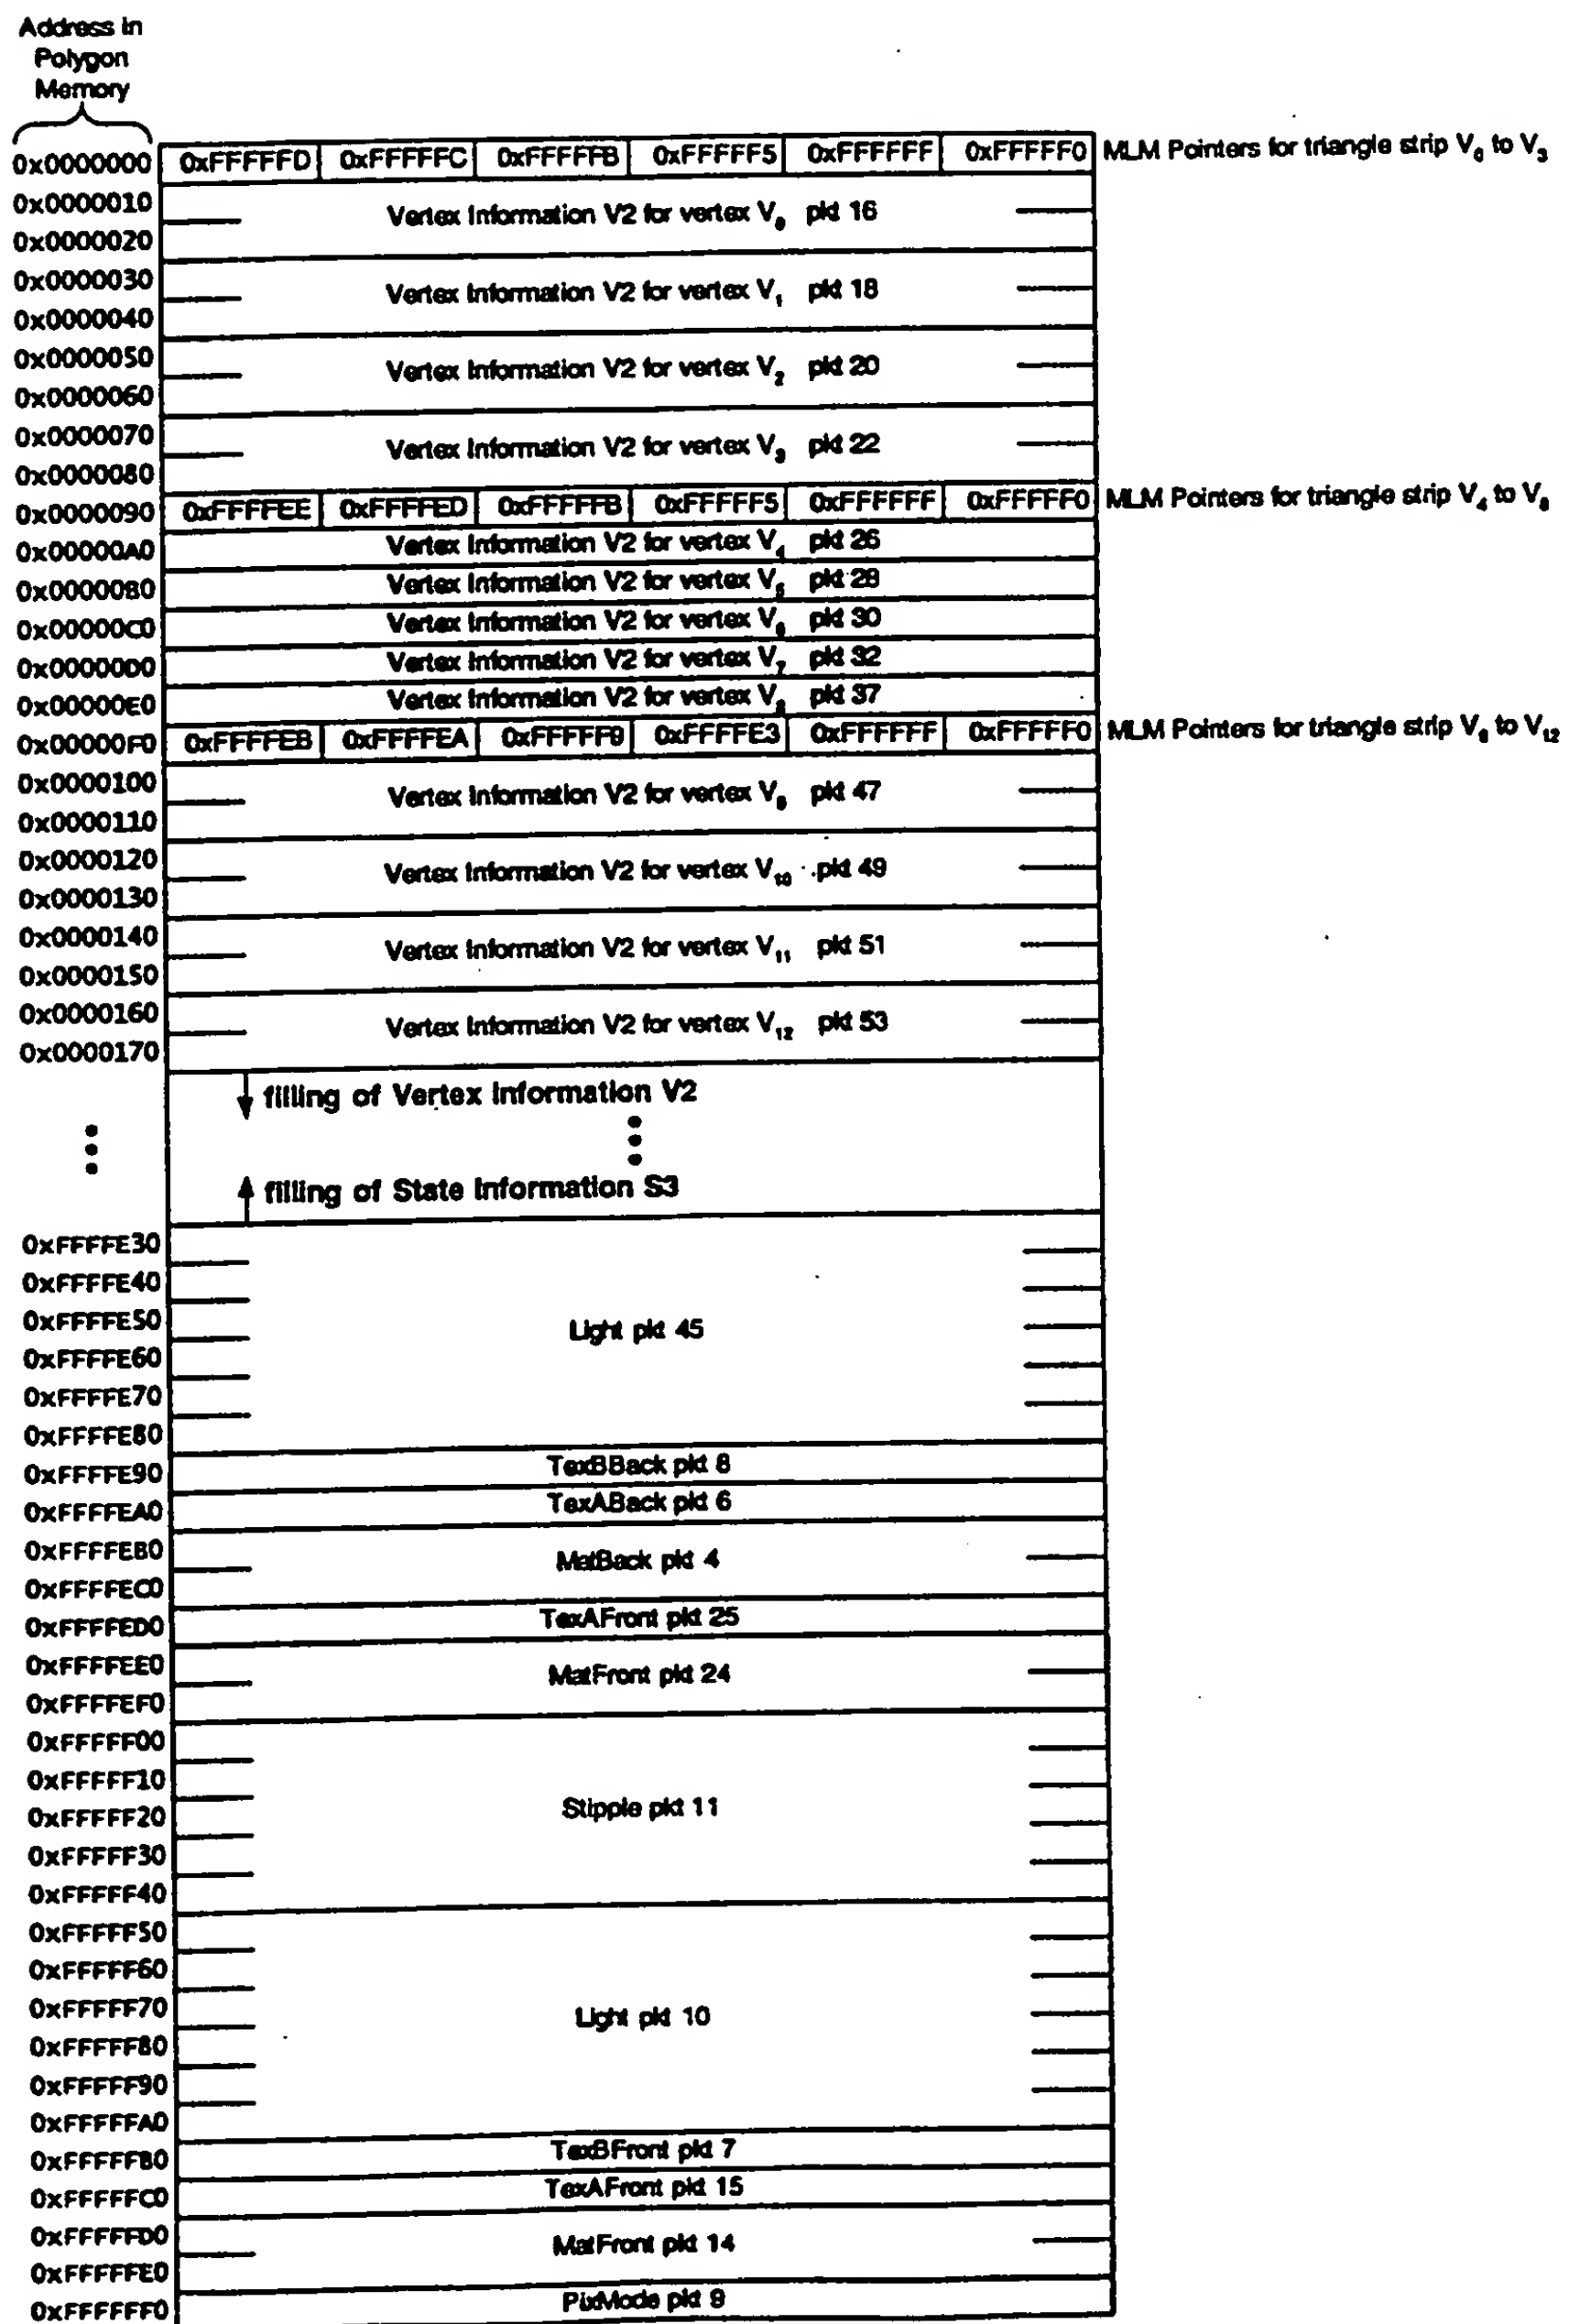 Address in
Polygon
Memory
0x0000000 0xFFFFFD 0xFFFFFC 0xFFFFFB 0xFFFFF5 0xFFFFFF 0xFFFFF0 MLM Pointers for triangle strip V0 to V3
0x0000010
Vertex Information V2 for vertex V0 pkt 16
0x0000020
0x0000030
Vertex Information V2 for vertex V1 pkt 18
0x0000040
0x0000050
Vertex Information V2 for vertex V2 pkt 20
0x0000060
0x0000070
Vertex Information V2 for vertex V3 pkt 22
0x0000080
0x0000090 0xFFFFEE 0xFFFFED 0xFFFFFB 0xFFFFF5 0xFFFFFF 0xFFFFF0 MLM Pointers for triangle strip V4 to V8
0x00000A0 Vertex Information V2 for vertex V4 pkt 26
0x00000B0 Vertex Information V2 for vertex V5 pkt 28
0x00000C0 Vertex Information V2 for vertex V6 pkt 30
0x00000D0 Vertex Information V2 for vertex V7 pkt 32
0x00000E0 Vertex Information V2 for vertex V8 pkt 37
0x00000F0 0xFFFFEB 0xFFFFEA 0xFFFFF9 0xFFFFE3 0xFFFFFF 0xFFFFF0 MLM Pointers for triangle strip V9 to V12
0x0000100
Vertex Information V2 for vertex V9 pkt 47
0x0000110
0x0000120
Vertex Information V2 for vertex V10 pkt 49
0x0000130
0x0000140
Vertex Information V2 for vertex V11 pkt 51
0x0000150
0x0000160
Vertex Information V2 for vertex V12 pkt 53
0x0000170
filling of Vertex Information V2
filling of State Information S3
0xFFFFE30
0xFFFFE40
0xFFFFE50
Light pkt 45
0xFFFFE60
0xFFFFE70
0xFFFFE80
0xFFFFE90 TexBBack pkt 8
0xFFFFEA0 TexABack pkt 6
0xFFFFEB0
MatBack pkt 4
0xFFFFEC0
0xFFFFED0 TexAFront pkt 25
0xFFFFEE0
MatFront pkt 24
0xFFFFEF0
0xFFFFF00
0xFFFFF10
0xFFFFF20 Stipple pkt 11
0xFFFFF30
0xFFFFF40
0xFFFFF50
0xFFFFF60
0xFFFFF70
Light pkt 10
0xFFFFF80
0xFFFFF90
0xFFFFFA0
0xFFFFFB0 TexBFront pkt 7
0xFFFFFC0 TexAFront pkt 15
0xFFFFFD0
MatFront pkt 14
0xFFFFFE0
0xFFFFFF0 PixMode pkt 9